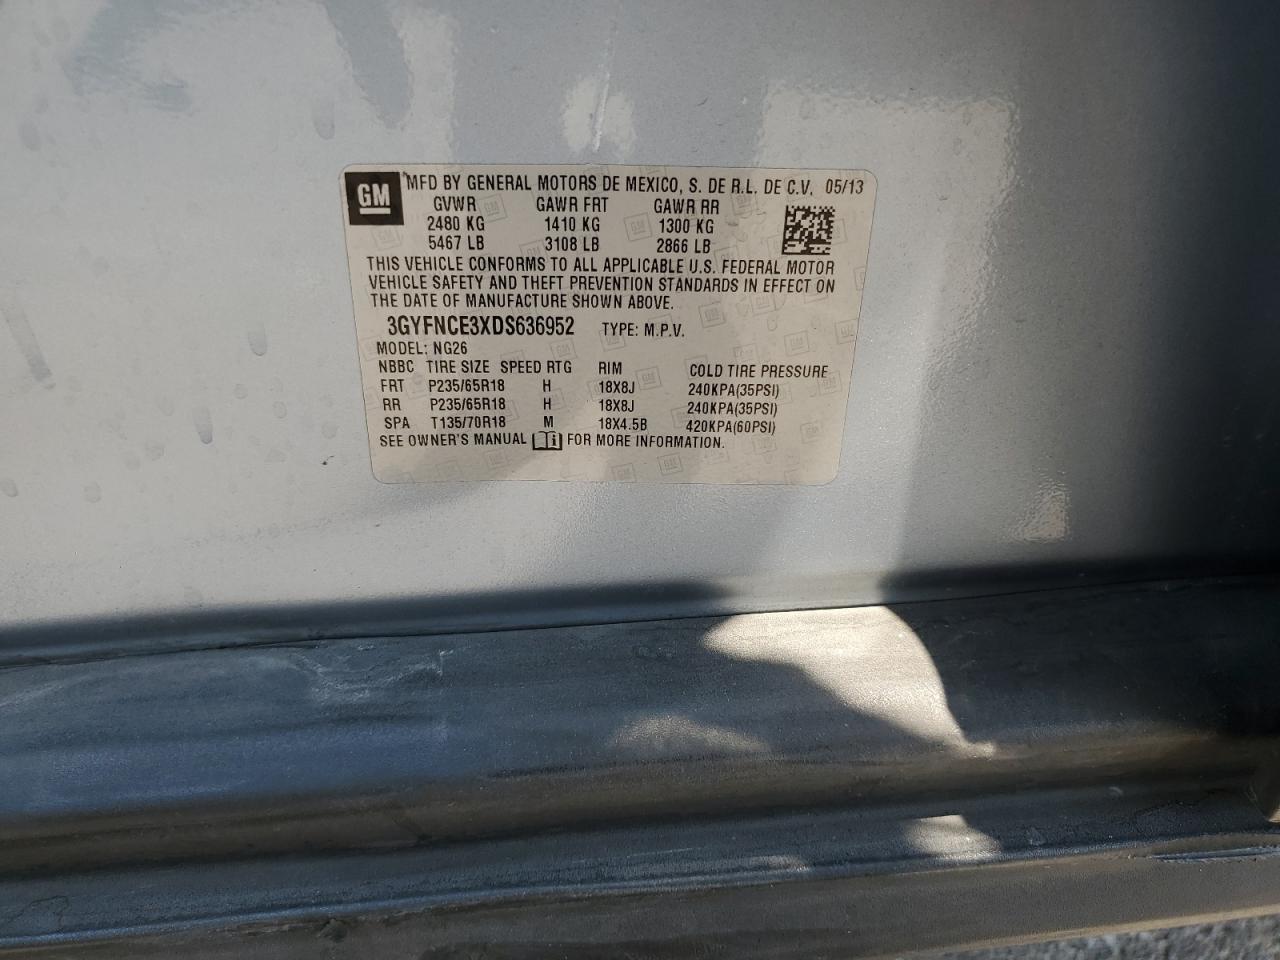 GM MFD BY GENERAL MOTORS DE MEXICO, S. DE R.L. DE C.V. 05/13
GVWR GAWR FRT GAWR RR
2480 KG 1410 KG 1300 KG
5467 LB 3108 LB 2866 LB
THIS VEHICLE CONFORMS TO ALL APPLICABLE U.S. FEDERAL MOTOR
VEHICLE SAFETY AND THEFT PREVENTION STANDARDS IN EFFECT ON
THE DATE OF MANUFACTURE SHOWN ABOVE.
3GYFNCE3XDS636952 TYPE: M.P.V.
MODEL: NG26
NBBC TIRE SIZE SPEED RTG RIM COLD TIRE PRESSURE
FRT P235/65R18 H 18X8J 240KPA(35PSI)
RR P235/65R18 H 18X8J 240KPA(35PSI)
SPA T135/70R18 M 18X4.5B 420KPA(60PSI)
SEE OWNER'S MANUAL i FOR MORE INFORMATION.